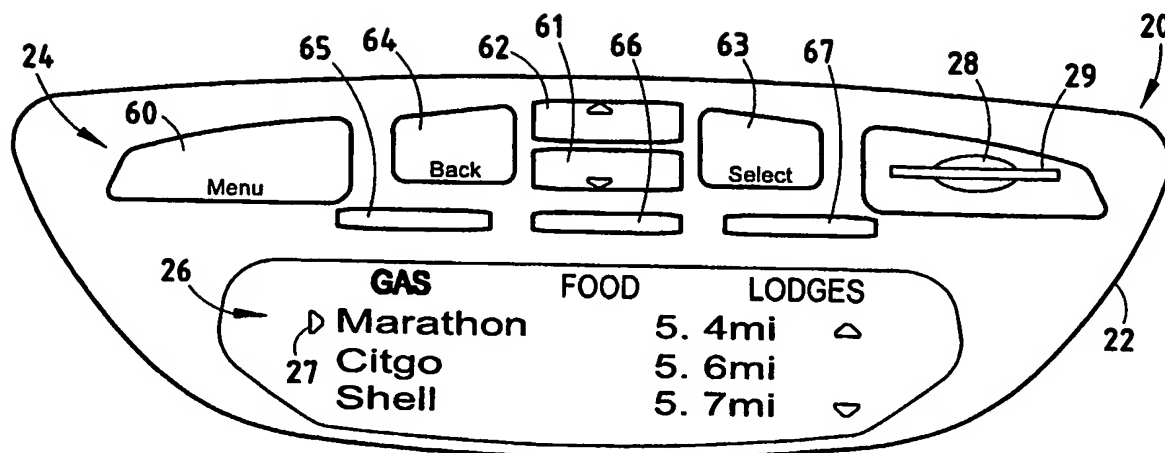 65 64 62 61 66 63 67 28 29 20
24 60
Menu Back Select
26 GAS FOOD LODGES
Marathon 5. 4mi
27 Citgo 5. 6mi
Shell 5. 7mi
22